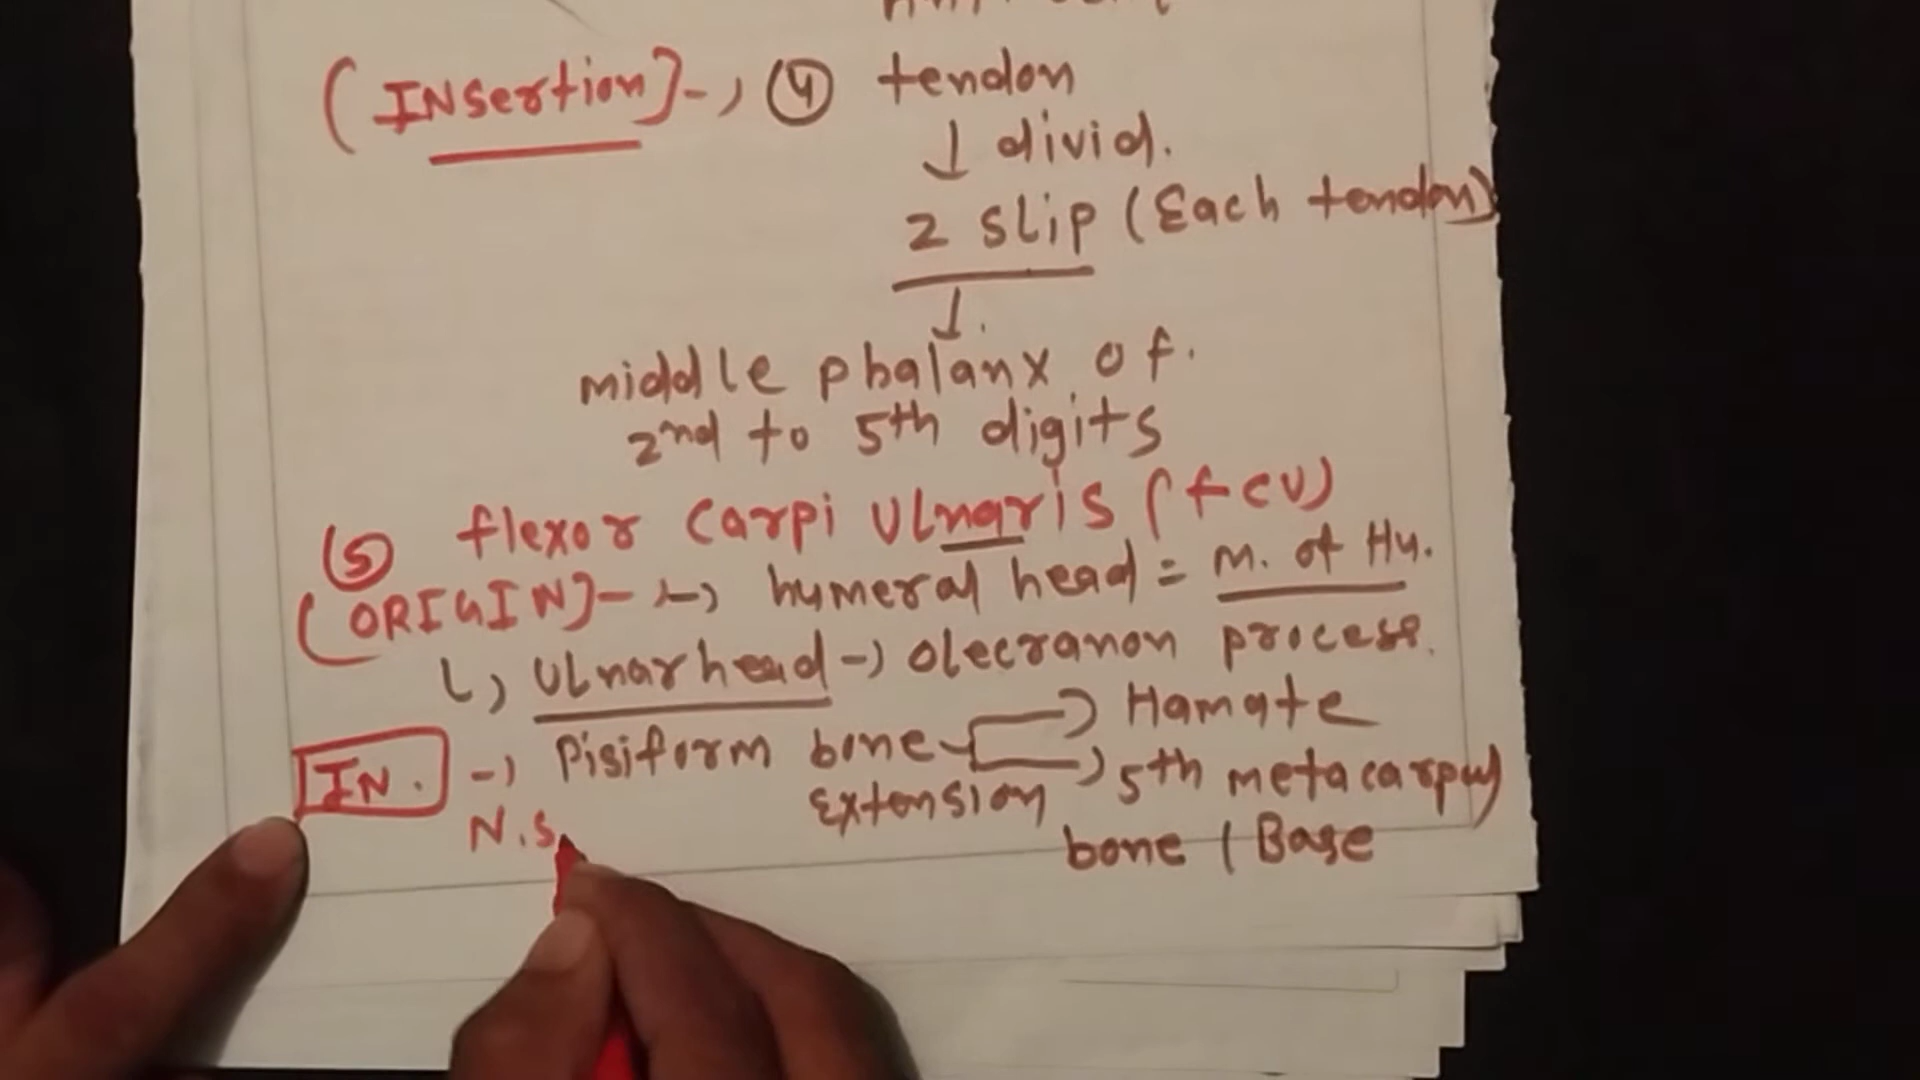 (INsertion] -> ④ tendon
↓ divid.
2 slip (Each tendon)
↓.
middle phalanx of.
2nd to 5th digits
⑤ flexor carpi Ulnaris (fcu)
(ORIGIN] -> humeral head = M. of Hu.
↳ Ulnar head -> olecranon process.
IN. -> Pisiform bone -> Hamate
extension -> 5th metacarpal
bone (Base
N.S.